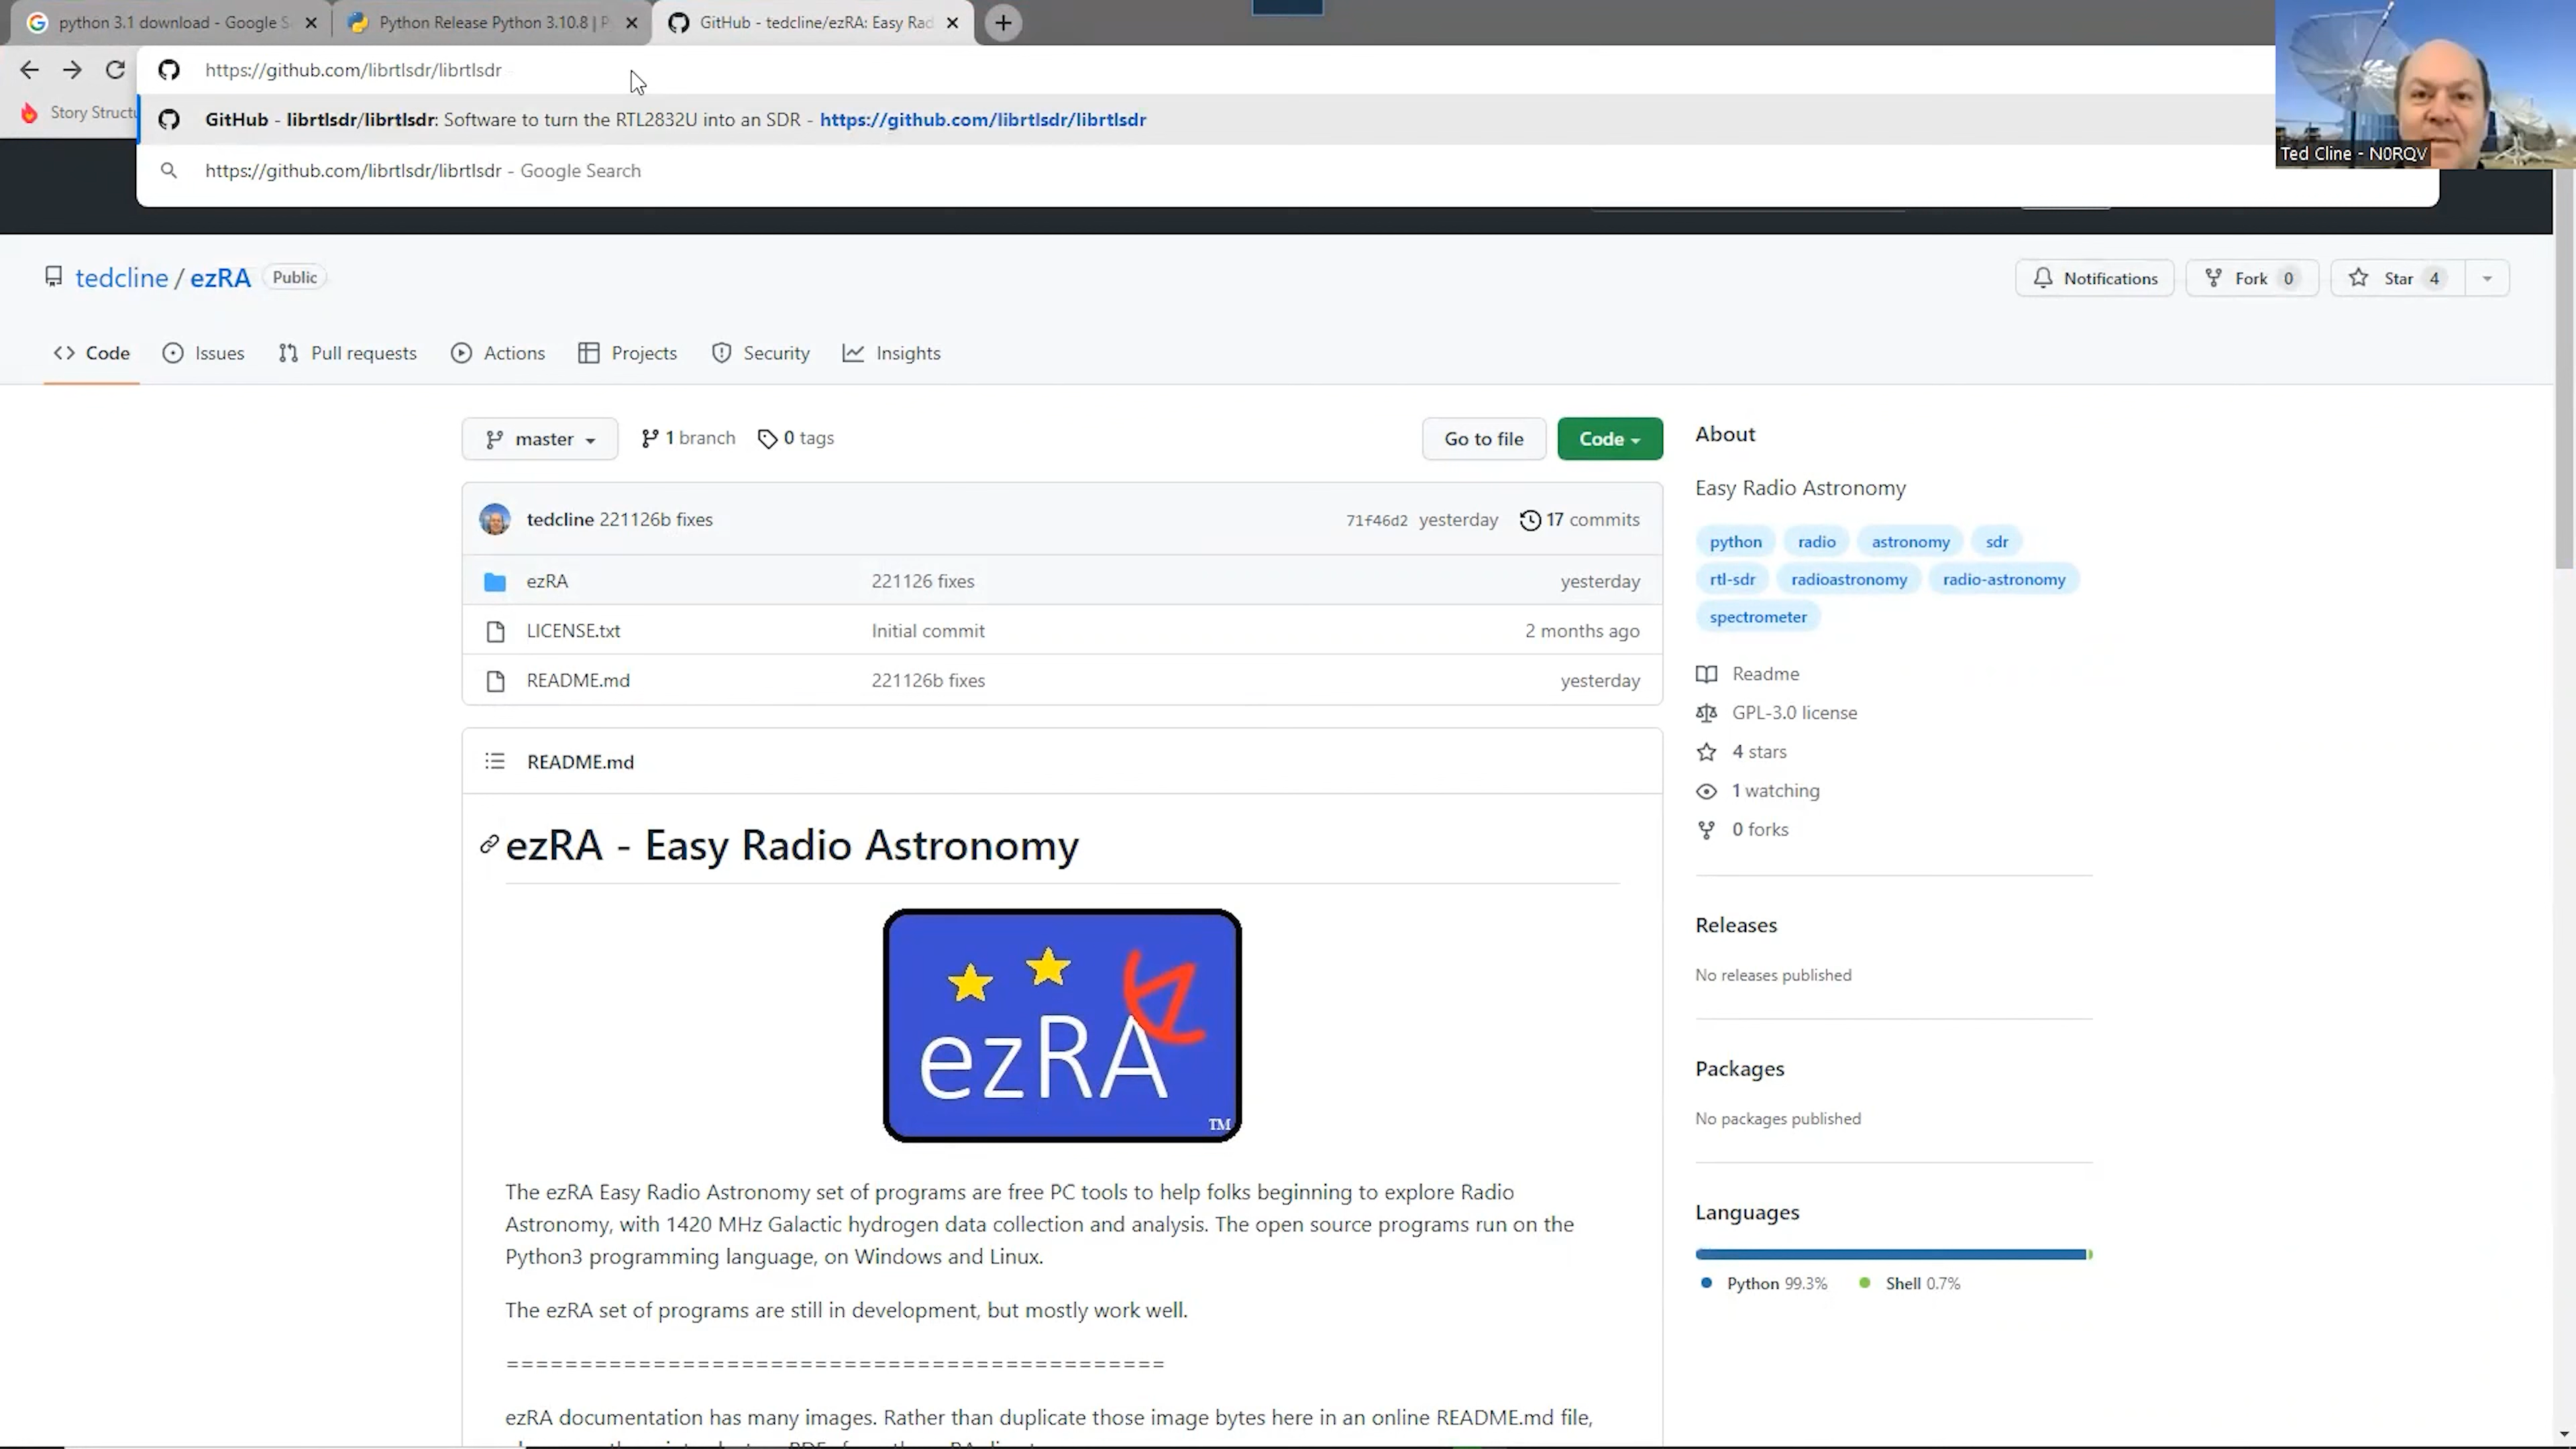 python 3.1 download - Google S
Python Release Python 3.10.8 | P
GitHub - tedcline/ezRA: Easy Rad
https://github.com/librtlsdr/librtlsdr
GitHub - librtlsdr/librtlsdr: Software to turn the RTL2832U into an SDR - https://github.com/librtlsdr/librtlsdr
Story Structu
https://github.com/librtlsdr/librtlsdr - Google Search
Ted Cline - N0RQV
tedcline / ezRA Public
Notifications
Fork 0
Star 4
Code
Issues
Pull requests
Actions
Projects
Security
Insights
master
1 branch
0 tags
Go to file
Code
tedcline 221126b fixes
71f46d2 yesterday
17 commits
ezRA 221126 fixes yesterday
LICENSE.txt Initial commit 2 months ago
README.md 221126b fixes yesterday
README.md
ezRA - Easy Radio Astronomy
ezRA
TM
The ezRA Easy Radio Astronomy set of programs are free PC tools to help folks beginning to explore Radio
Astronomy, with 1420 MHz Galactic hydrogen data collection and analysis. The open source programs run on the
Python3 programming language, on Windows and Linux.
The ezRA set of programs are still in development, but mostly work well.
=============================================
ezRA documentation has many images. Rather than duplicate those image bytes here in an online README.md file,
About
Easy Radio Astronomy
python radio astronomy sdr
rtl-sdr radioastronomy radio-astronomy
spectrometer
Readme
GPL-3.0 license
4 stars
1 watching
0 forks
Releases
No releases published
Packages
No packages published
Languages
Python 99.3% Shell 0.7%